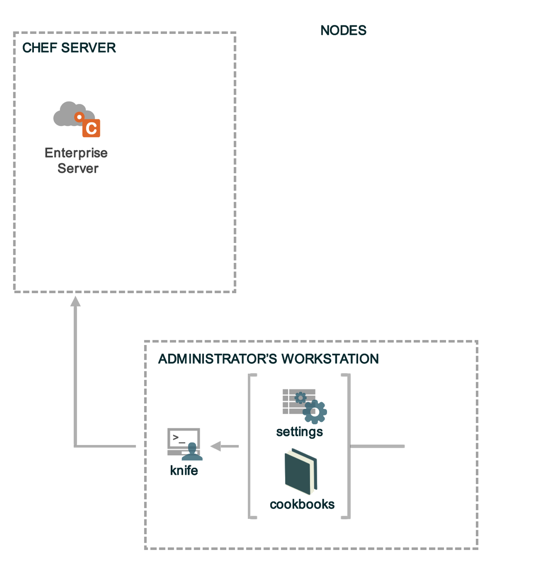 NODES
CHEF SERVER
C
Enterprise
Server
ADMINISTRATOR'S WORKSTATION
settings
>_
knife
cookbooks